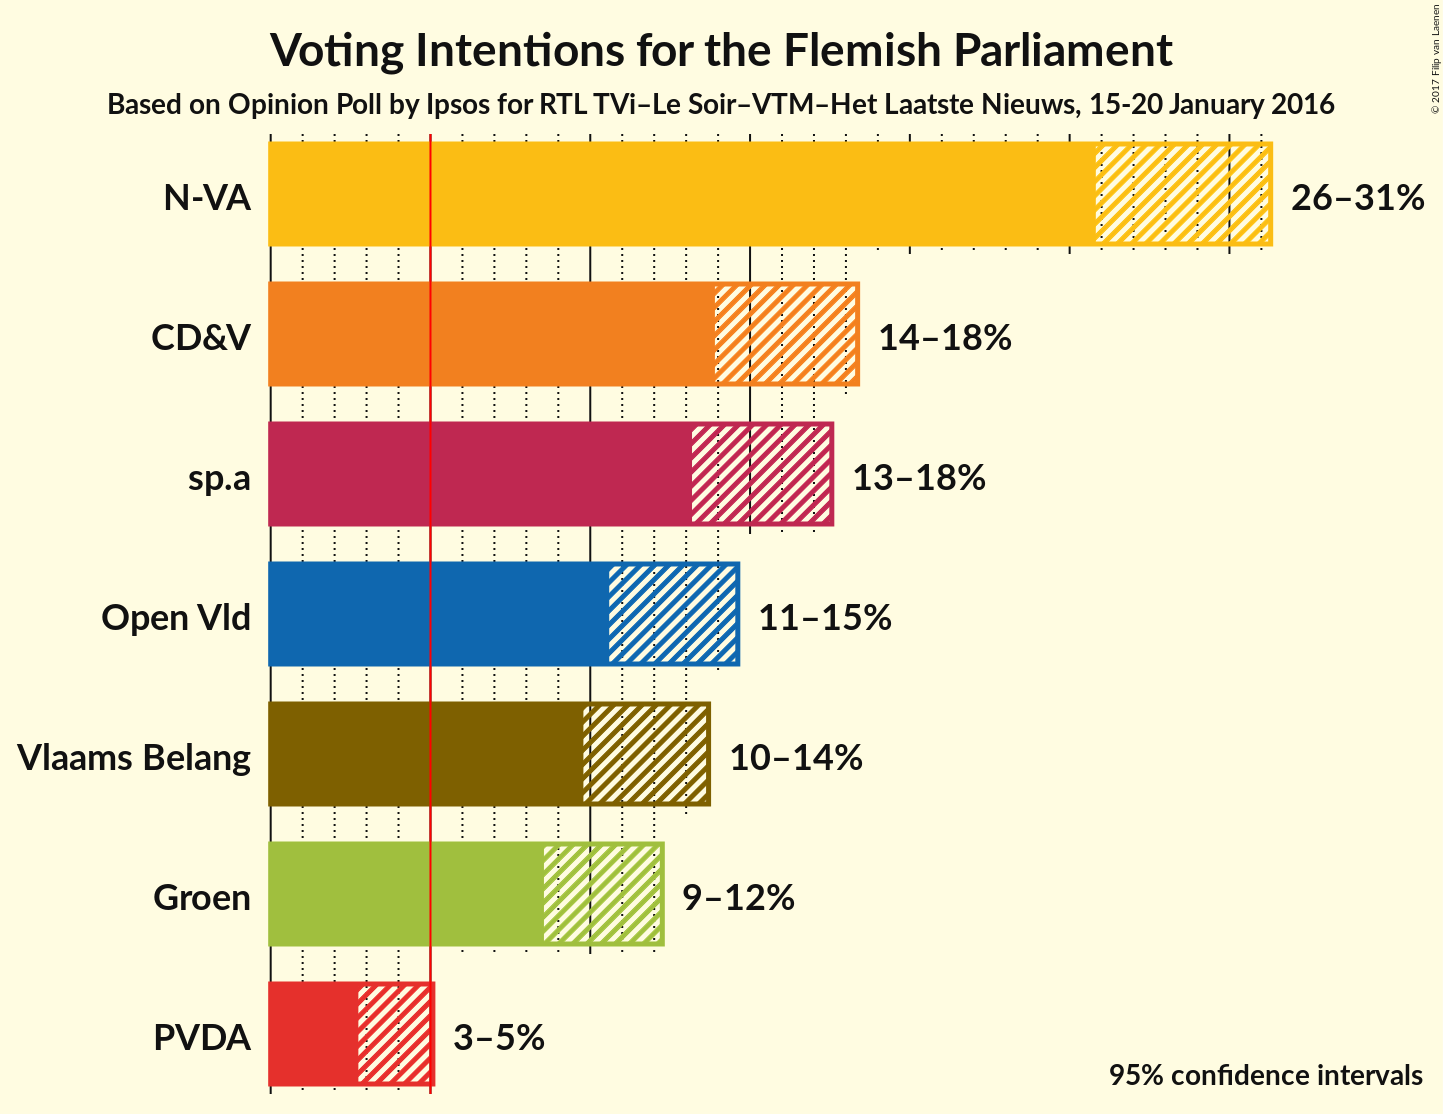 Voting Intentions for the Flemish Parliament
Based on Opinion Poll by Ipsos for RTL TVi–Le Soir–VTM–Het Laatste Nieuws, 15-20 January 2016
© 2017 Filip van Laenen
N-VA 26–31%
CD&V 14–18%
sp.a 13–18%
Open Vld 11–15%
Vlaams Belang 10–14%
Groen 9–12%
PVDA 3–5%
95% confidence intervals